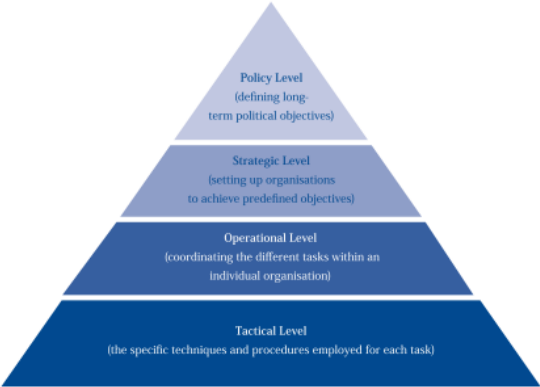 Policy Level
(defining long-
term political objectives)
Strategic Level
(setting up organisations
to achieve predefined objectives)
Operational Level
(coordinating the different tasks within an
individual organisation)
Tactical Level
(the specific techniques and procedures employed for each task)